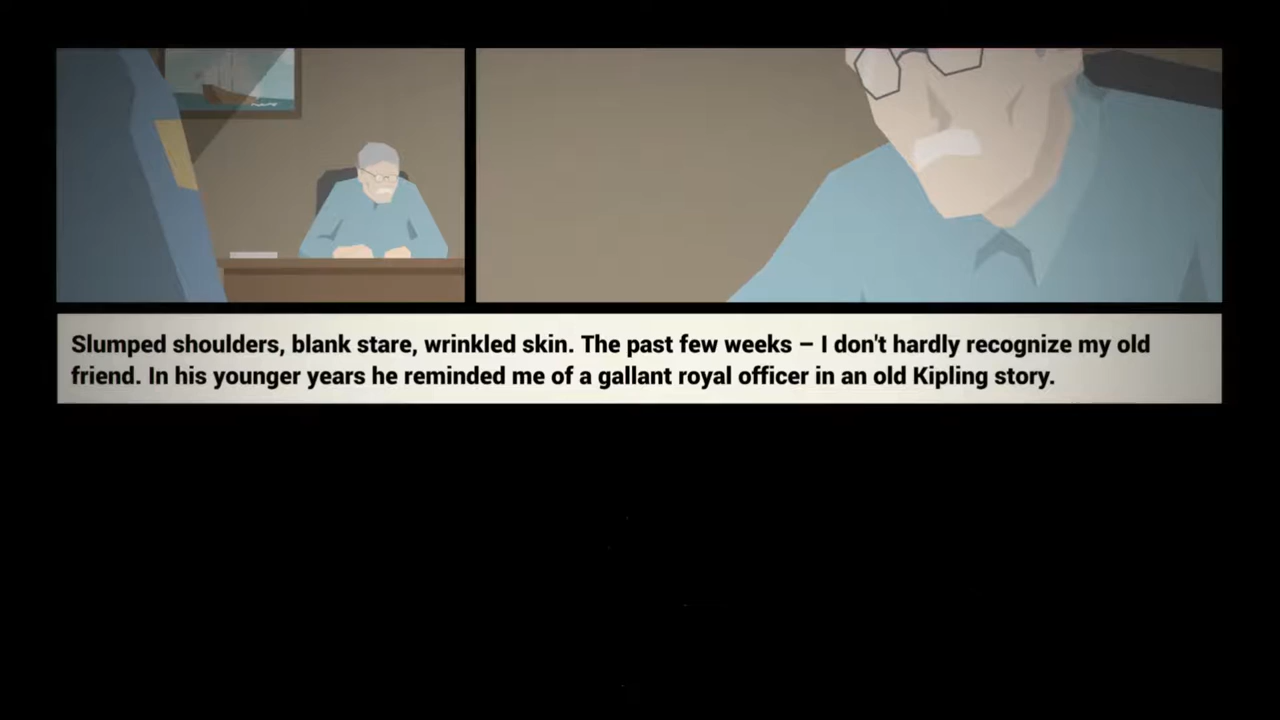 Slumped shoulders, blank stare, wrinkled skin. The past few weeks – I don't hardly recognize my old
friend. In his younger years he reminded me of a gallant royal officer in an old Kipling story.